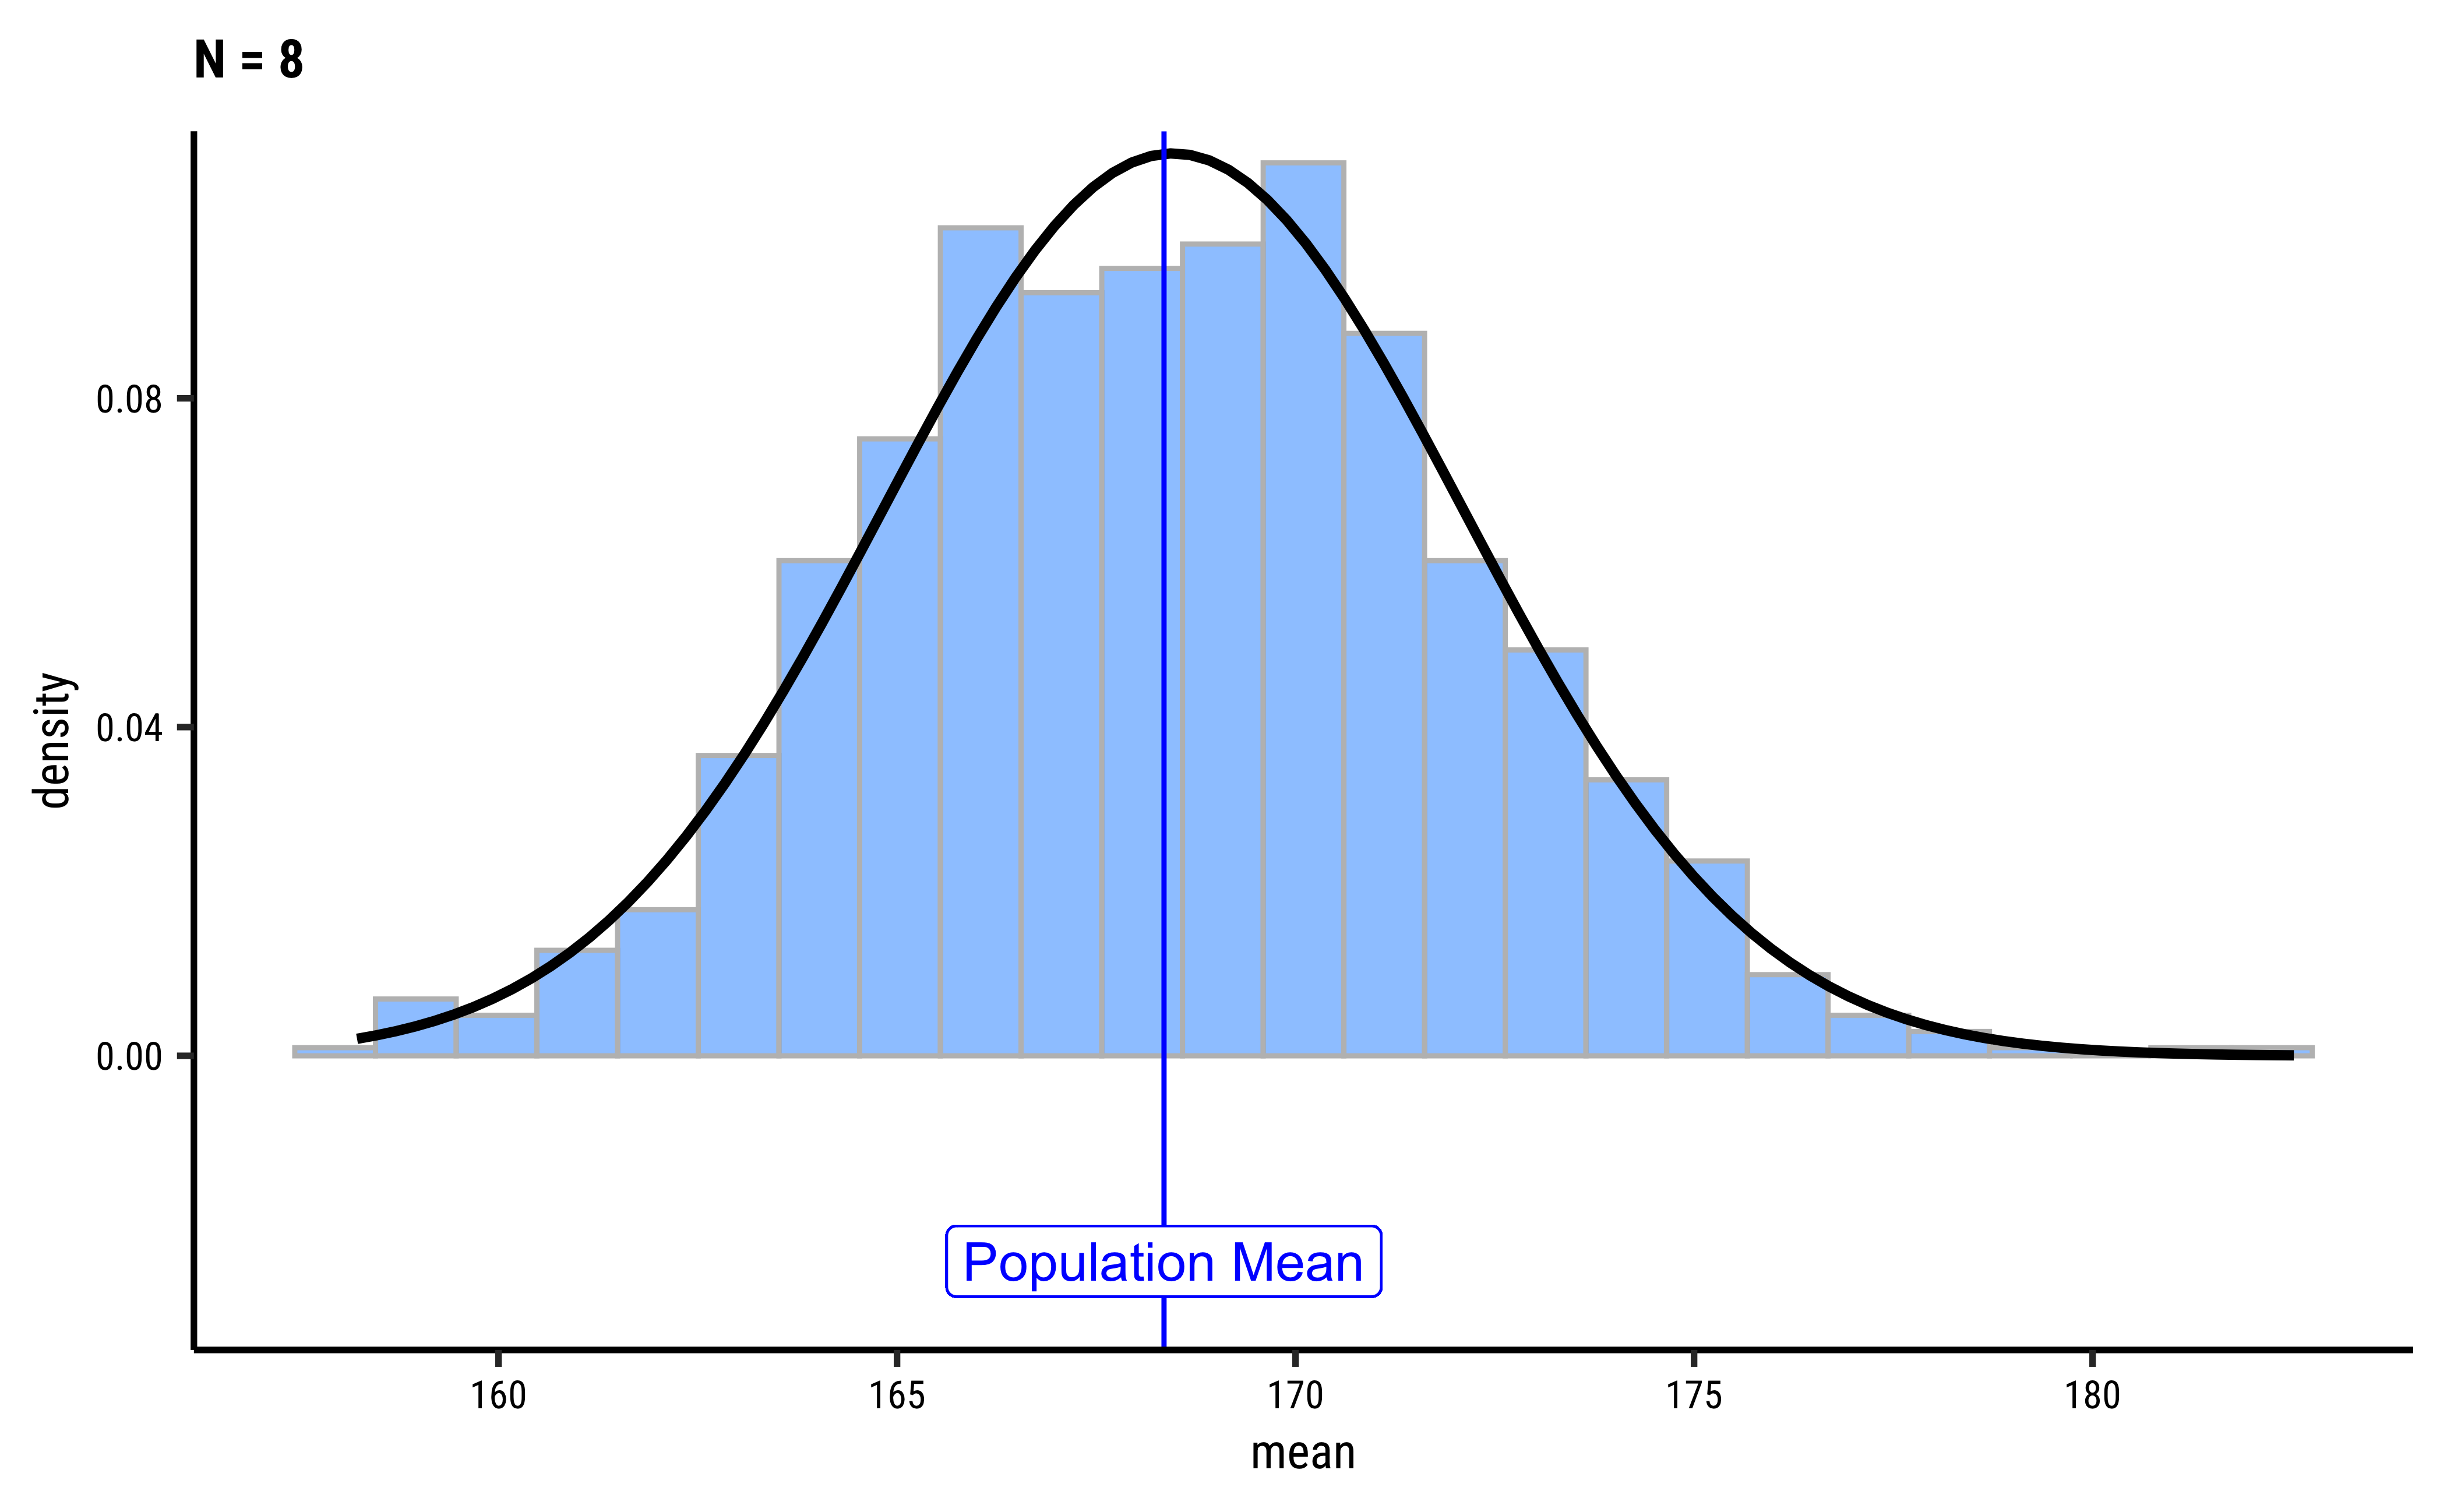 N = 8
density
0.08
0.04
0.00
Population Mean
160 165 170 175 180
mean